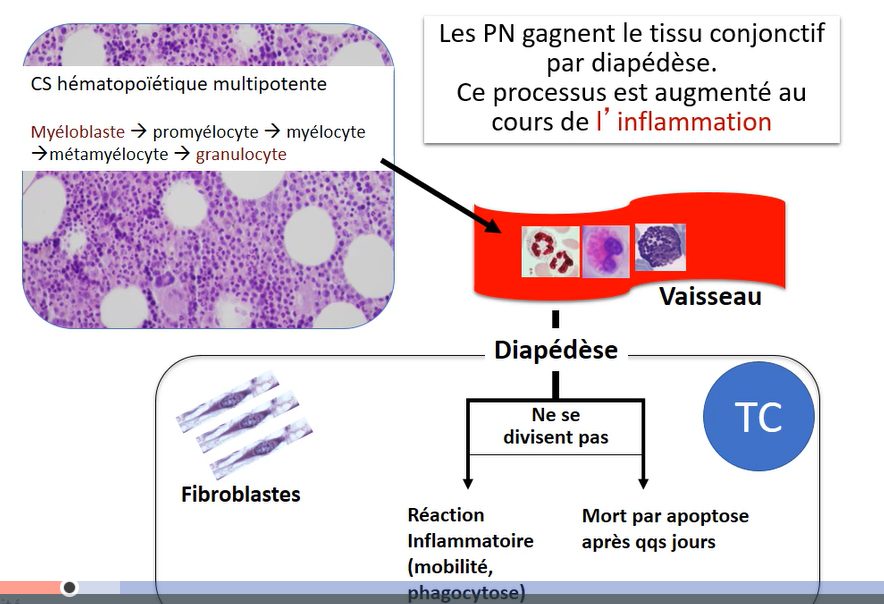 Les PN gagnent le tissu conjonctif
par diapédèse.
Ce processus est augmenté au
cours de l’ inflammation
CS hématopoïétique multipotente
Myéloblaste → promyélocyte → myélocyte
→métamyélocyte → granulocyte
Vaisseau
Diapédèse
TC
Ne se
divisent pas
Fibroblastes
Réaction
Inflammatoire
(mobilité,
phagocytose)
Mort par apoptose
après qqs jours